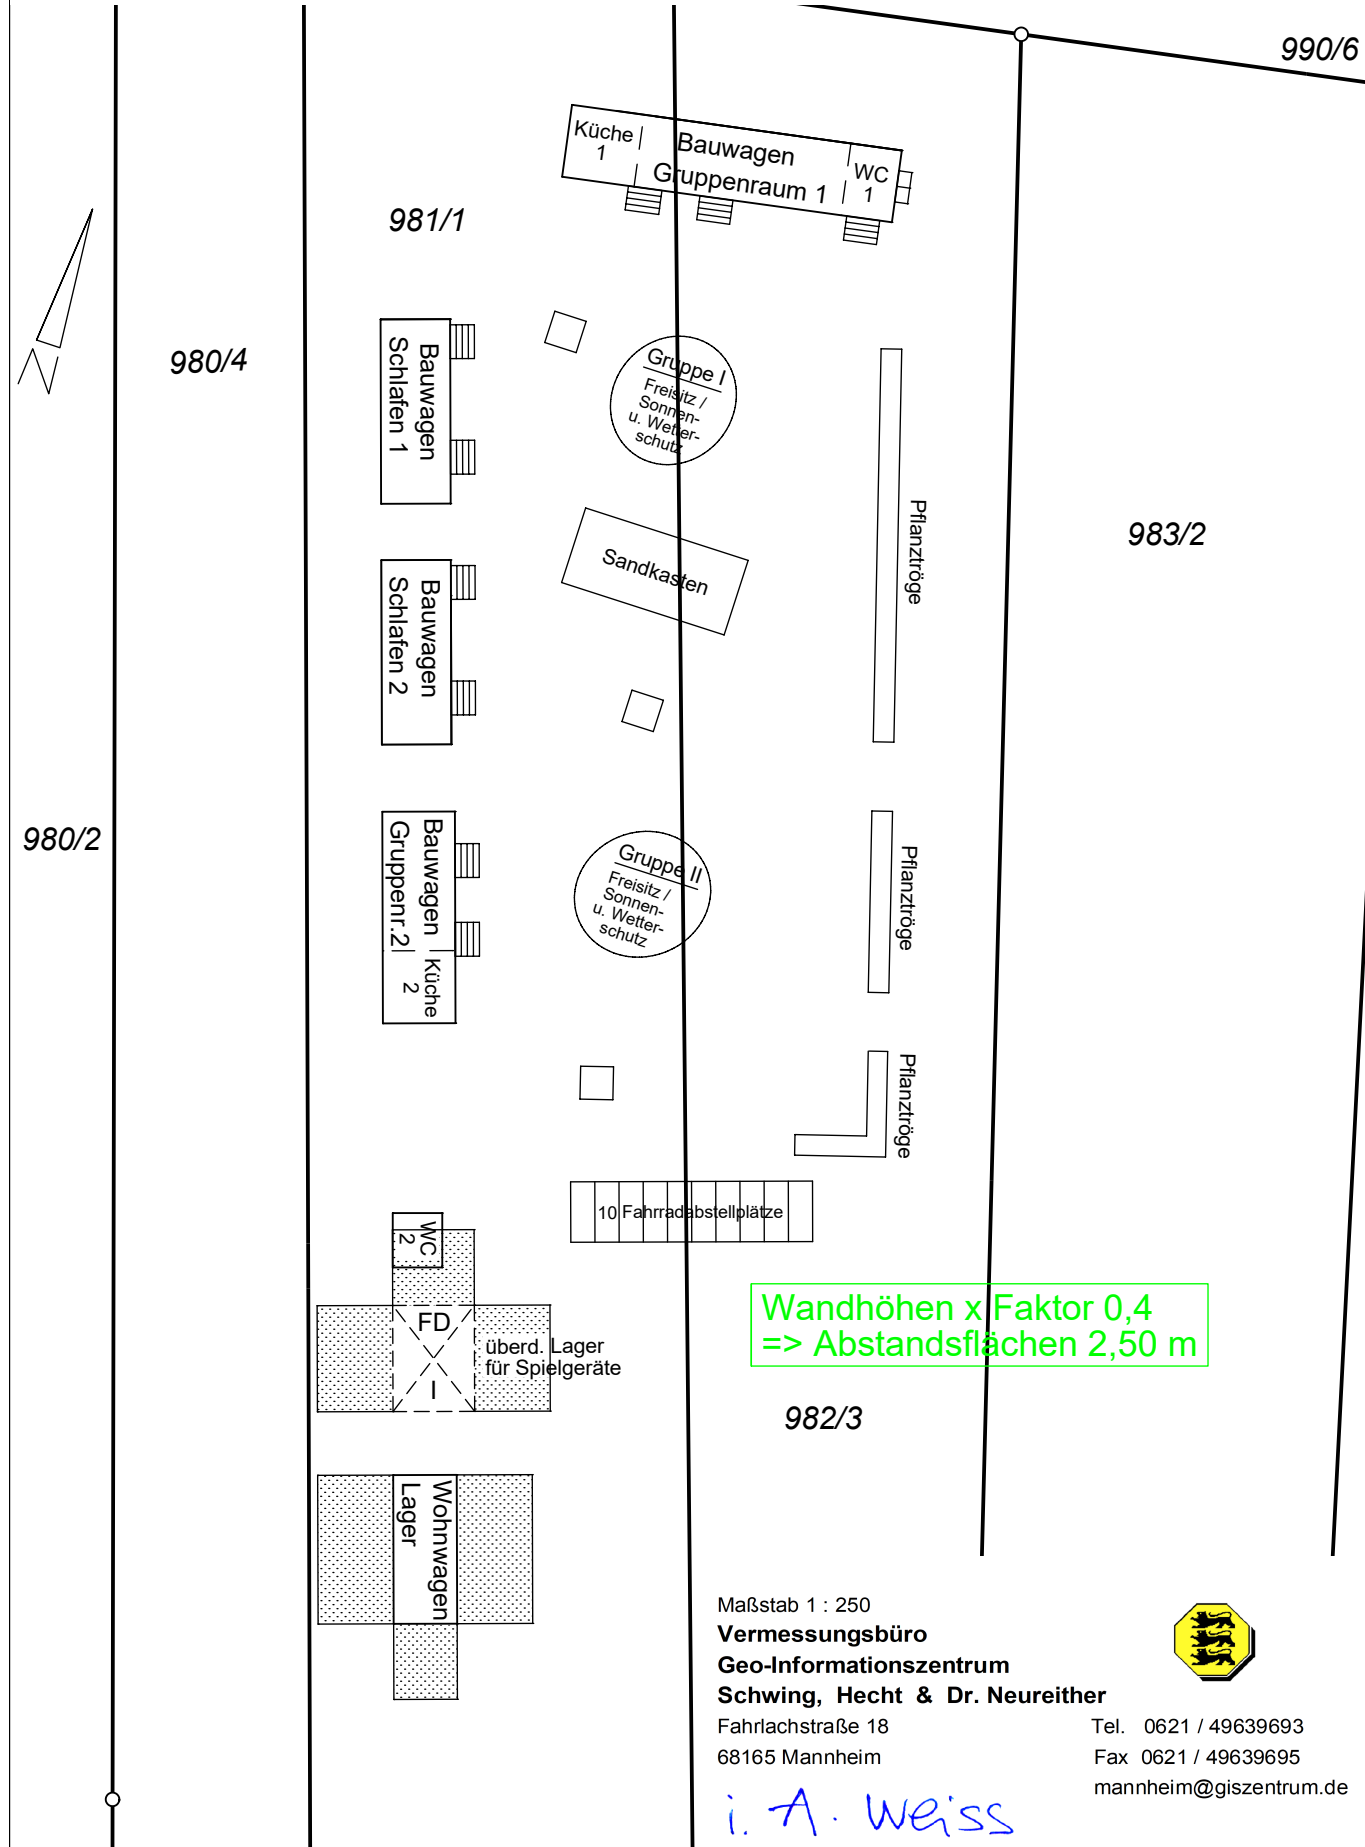 990/6
Küche
1
Bauwagen
Gruppenraum 1
WC
1
981/1
N
980/4
Bauwagen
Schlafen 1
Gruppe I
Freisitz /
Sonnen-
u. Wetter-
schutz
Pflanztröge
983/2
Sandkasten
Bauwagen
Schlafen 2
980/2
Bauwagen
Gruppenr.2
Küche
2
Gruppe II
Freisitz /
Sonnen-
u. Wetter-
schutz
Pflanztröge
Pflanztröge
10 Fahrradabstellplätze
WC
2
FD
I
überd. Lager
für Spielgeräte
Wandhöhen x Faktor 0,4
=> Abstandsflächen 2,50 m
982/3
Wohnwagen
Lager
Maßstab 1 : 250
Vermessungsbüro
Geo-Informationszentrum
Schwing, Hecht & Dr. Neureither
Fahrlachstraße 18
68165 Mannheim
Tel. 0621 / 49639693
Fax 0621 / 49639695
mannheim@giszentrum.de
i. A. Weiss